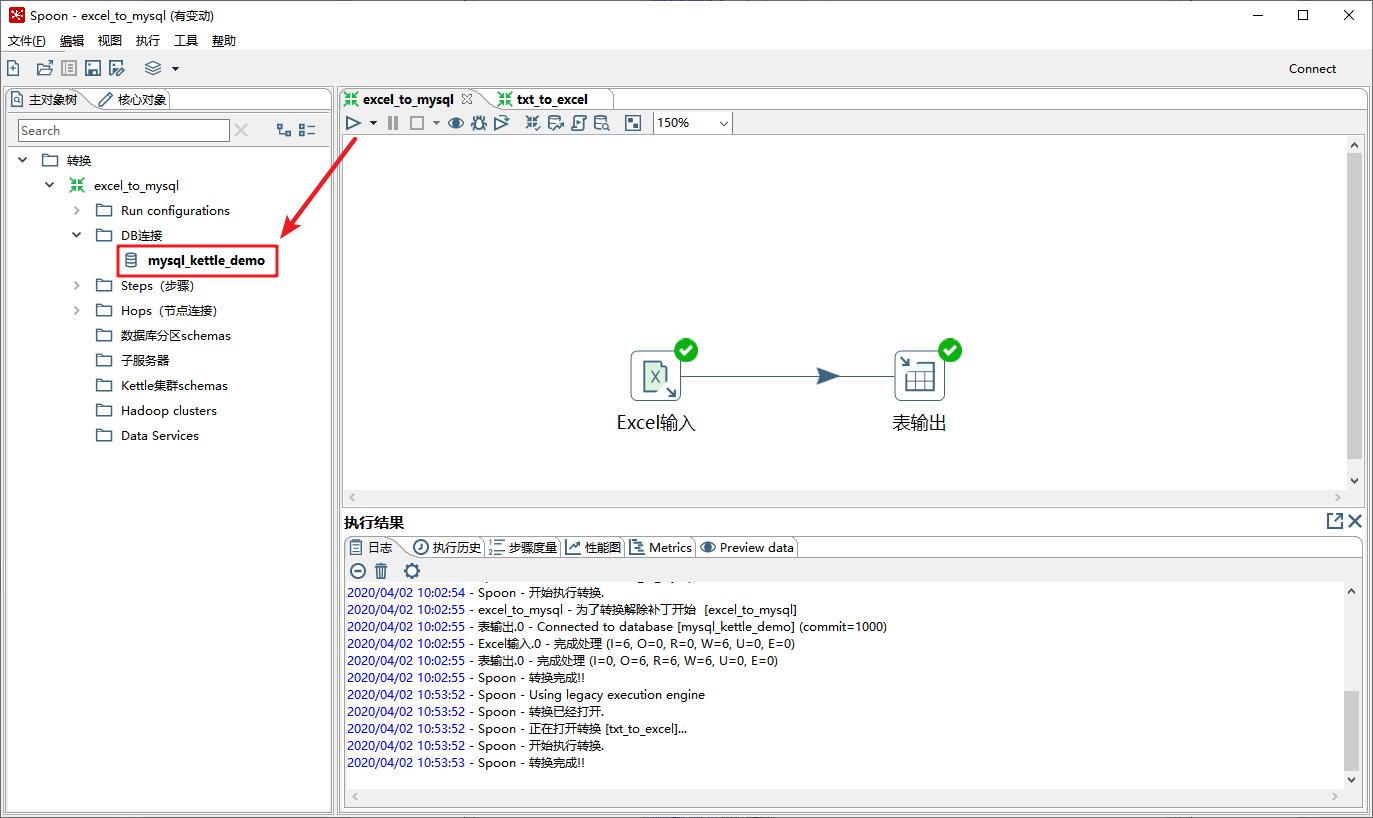 Spoon - excel_to_mysql (有变动)
文件(F) 编辑 视图 执行 工具 帮助
Connect
主对象树 核心对象
Search
转换
excel_to_mysql
Run configurations
DB连接
mysql_kettle_demo
Steps (步骤)
Hops (节点连接)
数据库分区schemas
子服务器
Kettle集群schemas
Hadoop clusters
Data Services
excel_to_mysql txt_to_excel
150%
Excel输入 表输出
执行结果
日志 执行历史 步骤度量 性能图 Metrics Preview data
2020/04/02 10:02:54 - Spoon - 开始执行转换.
2020/04/02 10:02:55 - excel_to_mysql - 为了转换解除补丁开始  [excel_to_mysql]
2020/04/02 10:02:55 - 表输出.0 - Connected to database [mysql_kettle_demo] (commit=1000)
2020/04/02 10:02:55 - Excel输入.0 - 完成处理 (I=6, O=0, R=0, W=6, U=0, E=0)
2020/04/02 10:02:55 - 表输出.0 - 完成处理 (I=0, O=6, R=6, W=6, U=0, E=0)
2020/04/02 10:02:55 - Spoon - 转换完成!!
2020/04/02 10:53:52 - Spoon - Using legacy execution engine
2020/04/02 10:53:52 - Spoon - 转换已经打开.
2020/04/02 10:53:52 - Spoon - 正在打开转换 [txt_to_excel]...
2020/04/02 10:53:52 - Spoon - 开始执行转换.
2020/04/02 10:53:53 - Spoon - 转换完成!!